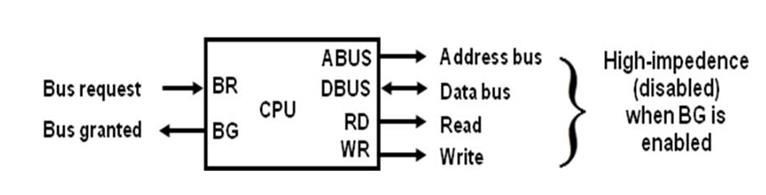 Bus request
Bus granted
BR
BG
CPU
ABUS
DBUS
RD
WR
Address bus
Data bus
Read
Write
High-impedence
(disabled)
when BG is
enabled